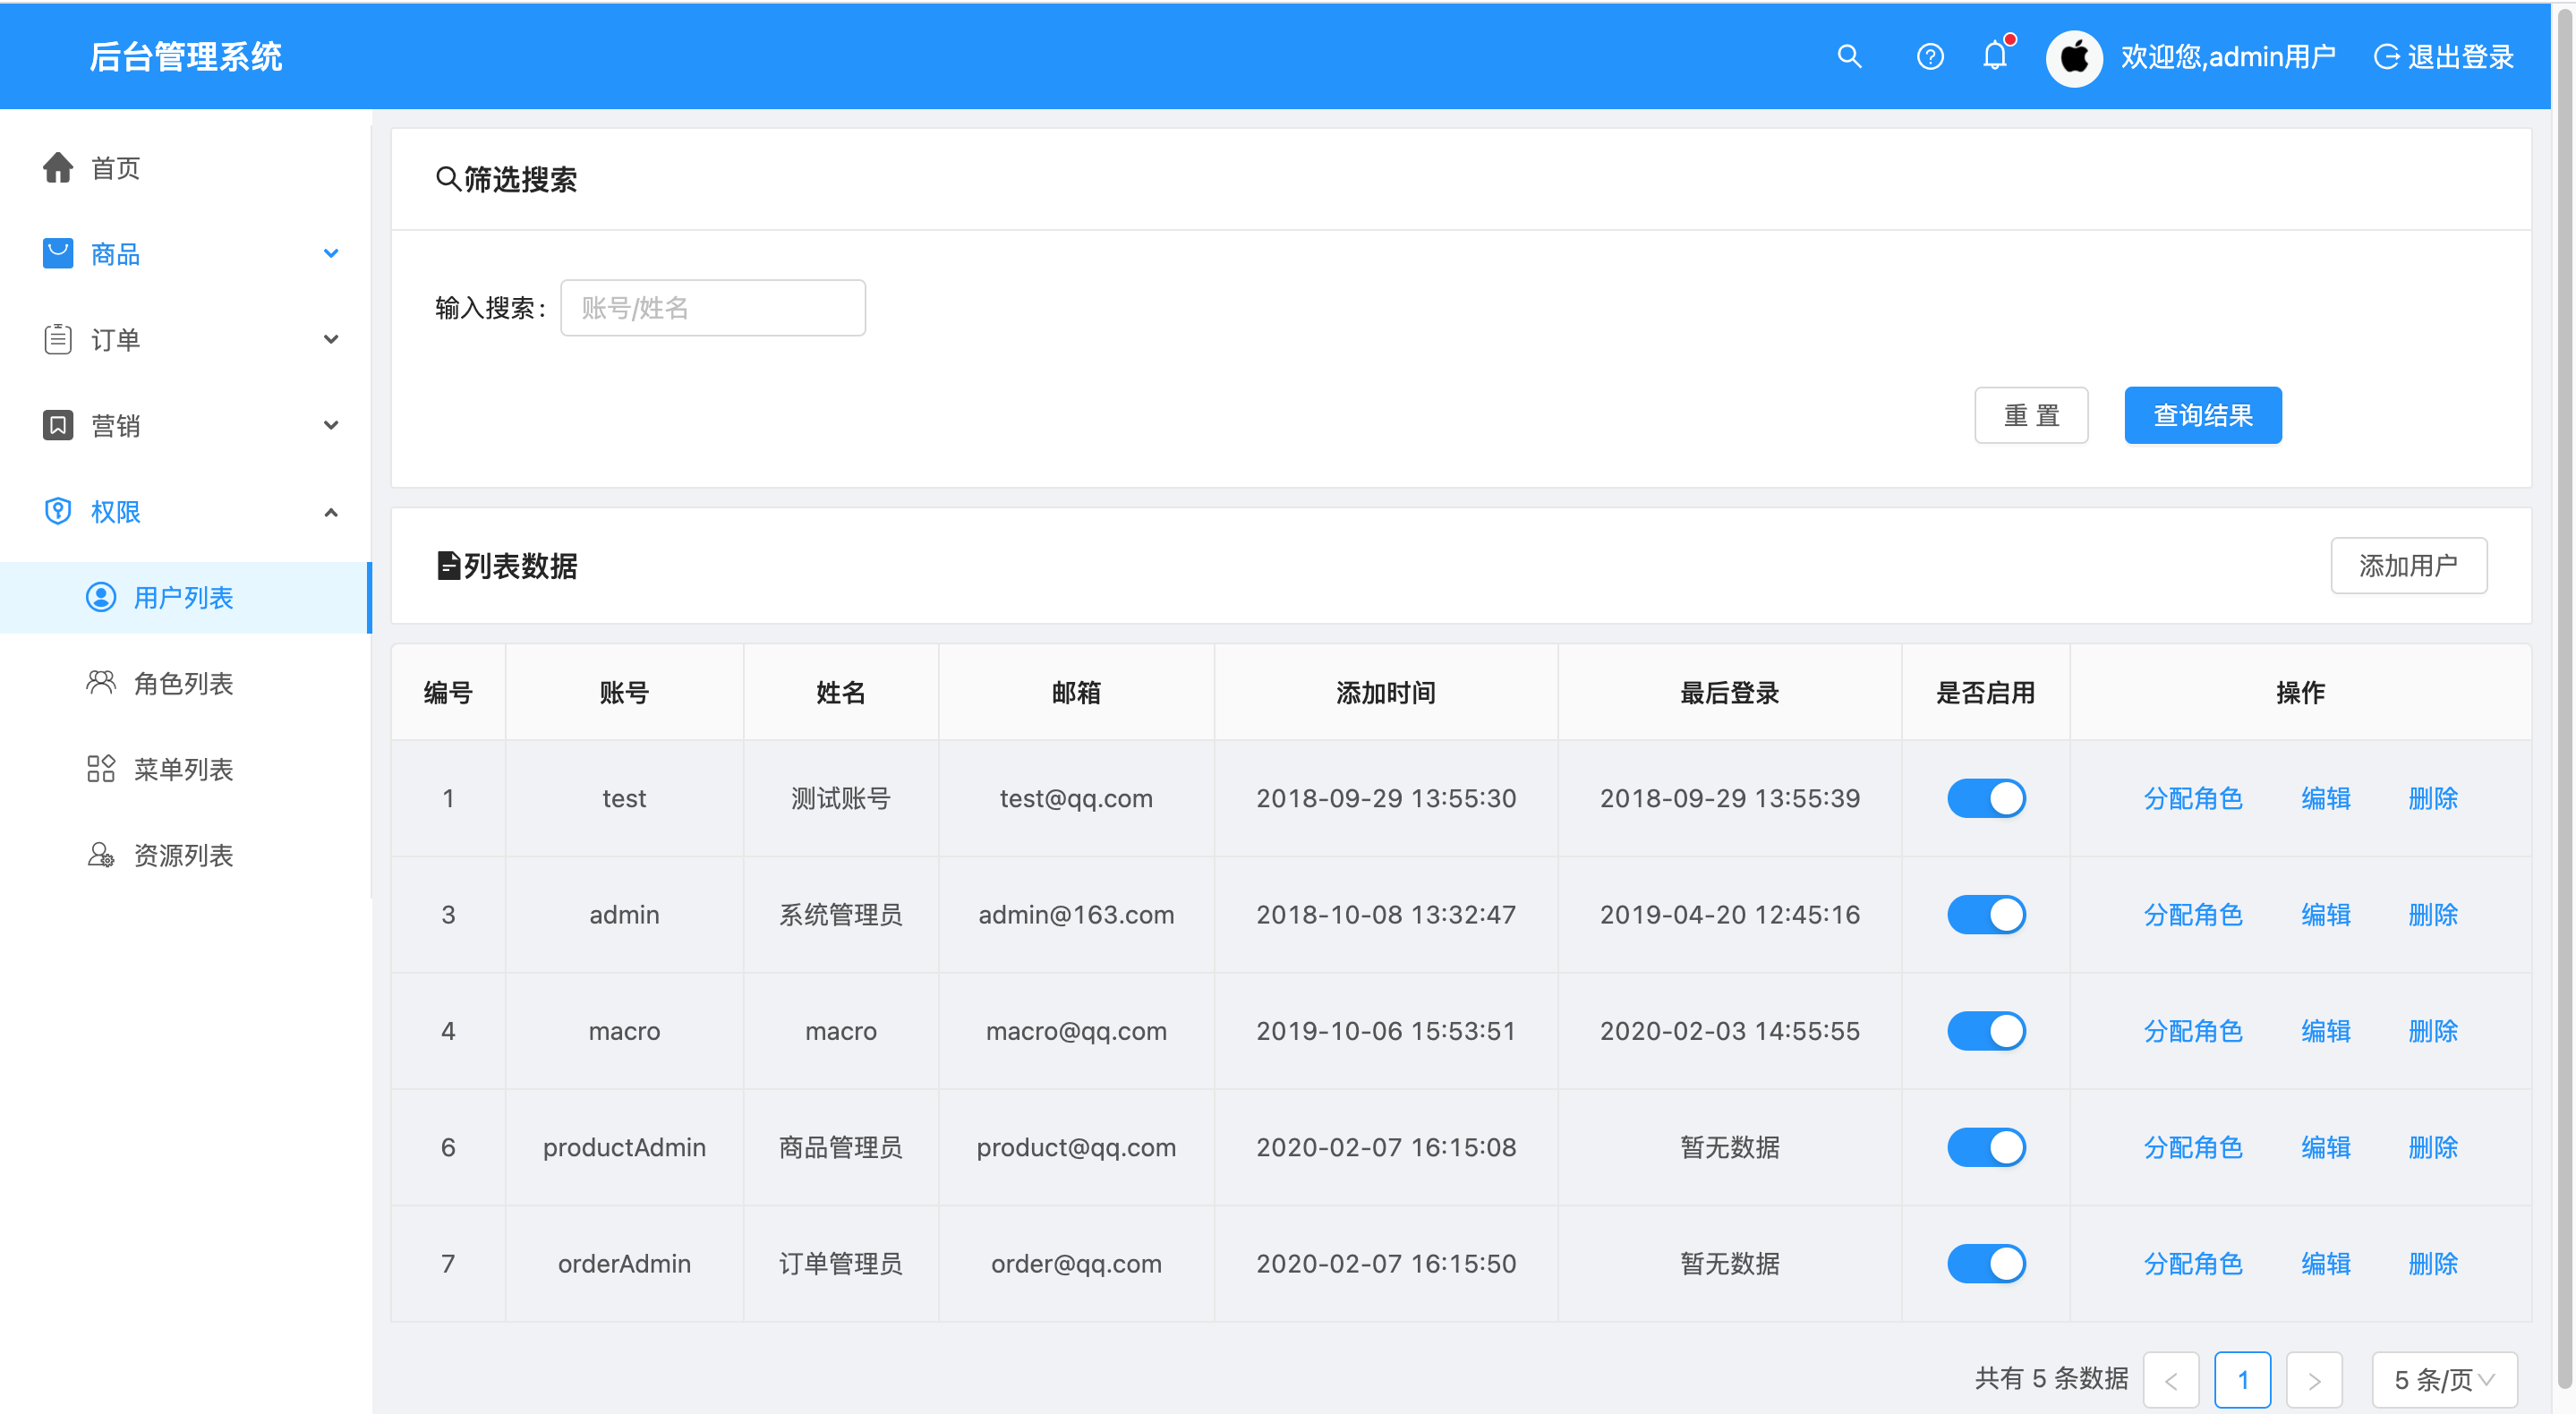 后台管理系统
欢迎您,admin用户 退出登录
首页
商品
订单
营销
权限
用户列表
角色列表
菜单列表
资源列表
筛选搜索
输入搜索: 账号/姓名
重 置 查询结果
列表数据 添加用户
编号 账号 姓名 邮箱 添加时间 最后登录 是否启用 操作
1 test 测试账号 test@qq.com 2018-09-29 13:55:30 2018-09-29 13:55:39 分配角色 编辑 删除
3 admin 系统管理员 admin@163.com 2018-10-08 13:32:47 2019-04-20 12:45:16 分配角色 编辑 删除
4 macro macro macro@qq.com 2019-10-06 15:53:51 2020-02-03 14:55:55 分配角色 编辑 删除
6 productAdmin 商品管理员 product@qq.com 2020-02-07 16:15:08 暂无数据 分配角色 编辑 删除
7 orderAdmin 订单管理员 order@qq.com 2020-02-07 16:15:50 暂无数据 分配角色 编辑 删除
共有 5 条数据 1 5 条/页